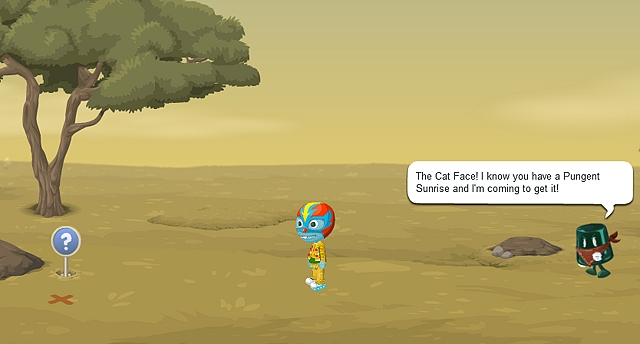 The Cat Face! I know you have a Pungent
Sunrise and I'm coming to get it!
?